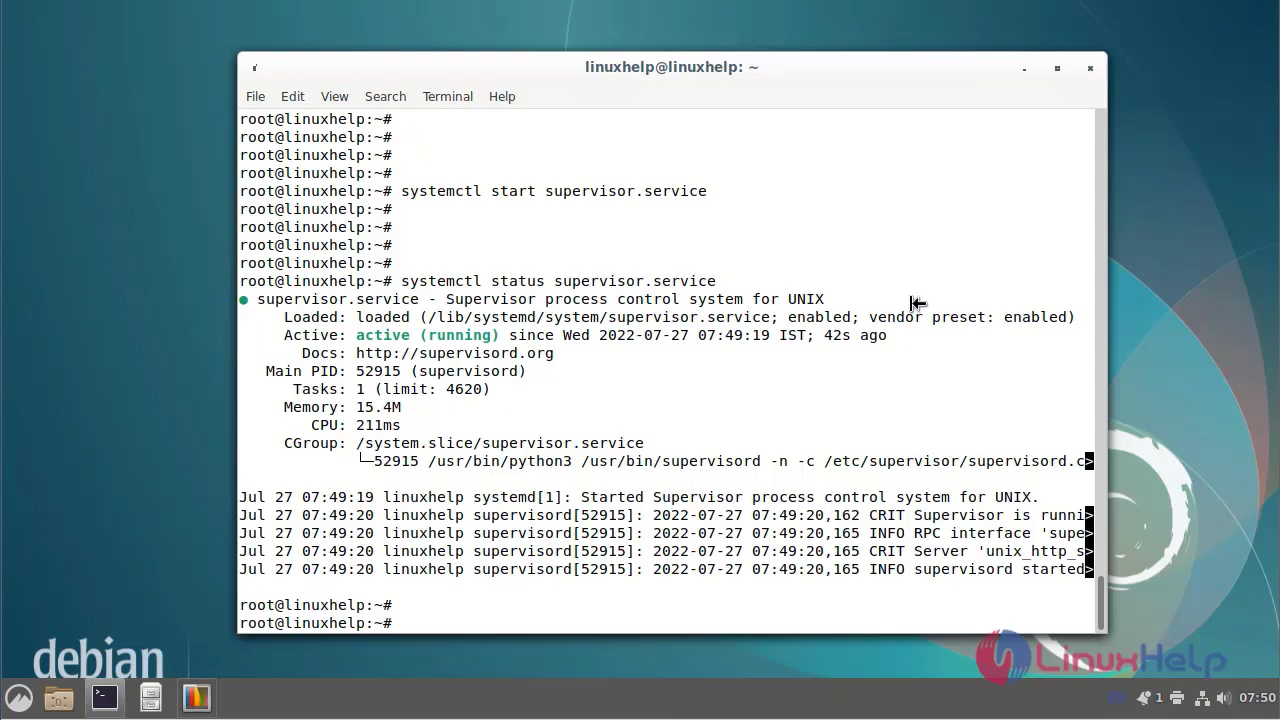 linuxhelp@linuxhelp: ~
File Edit View Search Terminal Help
root@linuxhelp:~#
root@linuxhelp:~#
root@linuxhelp:~#
root@linuxhelp:~#
root@linuxhelp:~# systemctl start supervisor.service
root@linuxhelp:~#
root@linuxhelp:~#
root@linuxhelp:~#
root@linuxhelp:~#
root@linuxhelp:~# systemctl status supervisor.service
● supervisor.service - Supervisor process control system for UNIX
Loaded: loaded (/lib/systemd/system/supervisor.service; enabled; vendor preset: enabled)
Active: active (running) since Wed 2022-07-27 07:49:19 IST; 42s ago
Docs: http://supervisord.org
Main PID: 52915 (supervisord)
Tasks: 1 (limit: 4620)
Memory: 15.4M
CPU: 211ms
CGroup: /system.slice/supervisor.service
└─52915 /usr/bin/python3 /usr/bin/supervisord -n -c /etc/supervisor/supervisord.c>
Jul 27 07:49:19 linuxhelp systemd[1]: Started Supervisor process control system for UNIX.
Jul 27 07:49:20 linuxhelp supervisord[52915]: 2022-07-27 07:49:20,162 CRIT Supervisor is runni>
Jul 27 07:49:20 linuxhelp supervisord[52915]: 2022-07-27 07:49:20,165 INFO RPC interface 'supe>
Jul 27 07:49:20 linuxhelp supervisord[52915]: 2022-07-27 07:49:20,165 CRIT Server 'unix_http_s>
Jul 27 07:49:20 linuxhelp supervisord[52915]: 2022-07-27 07:49:20,165 INFO supervisord started>
root@linuxhelp:~#
root@linuxhelp:~#
debian
LinuxHelp
1 07:50